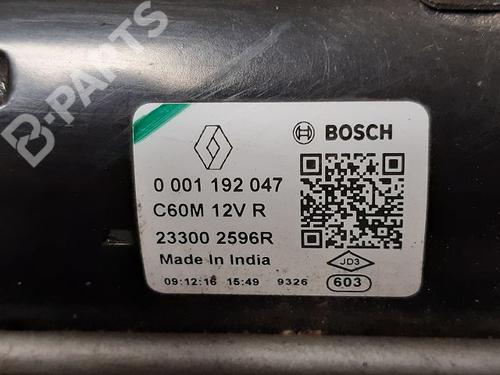 B-PARTS
BOSCH
0 001 192 047
C60M 12V R
23300 2596R
Made In India
09:12:16 15:49 9326
JD3
603
B-PARTS